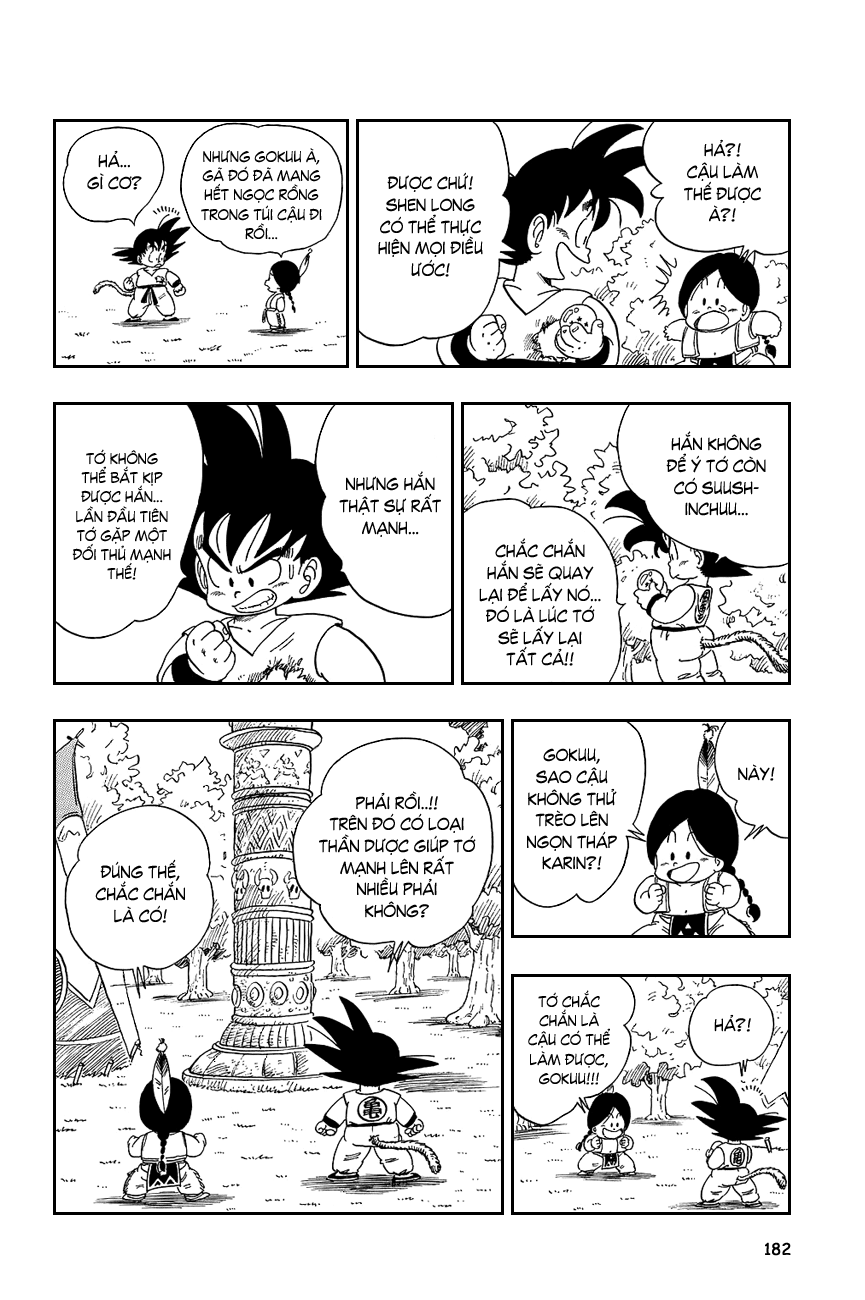 HẢ?!
CẬU LÀM
THẾ ĐƯỢC
À?!
ĐƯỢC CHỨ!
SHEN LONG
CÓ THỂ THỰC
HIỆN MỌI ĐIỀU
ƯỚC!
NHƯNG GOKUU À,
GÃ ĐÓ ĐÃ MANG
HẾT NGỌC RỒNG
TRONG TÚI CẬU ĐI
RỒI...
HẢ...
GÌ CƠ?
HẮN KHÔNG
ĐỂ Ý TỚ CÒN
CÓ SUUSH-
INCHUU...
CHẮC CHẮN
HẮN SẼ QUAY
LẠI ĐỂ LẤY NÓ...
ĐÓ LÀ LÚC TỚ
SẼ LẤY LẠI
TẤT CẢ!!
NHƯNG HẮN
THẬT SỰ RẤT
MẠNH...
TỚ KHÔNG
THỂ BẮT KỊP
ĐƯỢC HẮN...
LẦN ĐẦU TIÊN
TỚ GẶP MỘT
ĐỐI THỦ MẠNH
THẾ!
NÀY!
GOKUU,
SAO CẬU
KHÔNG THỬ
TRÈO LÊN
NGỌN THÁP
KARIN?!
HẢ?!
TỚ CHẮC
CHẮN LÀ
CẬU CÓ THỂ
LÀM ĐƯỢC,
GOKUU!!!
PHẢI RỒI..!!
TRÊN ĐÓ CÓ LOẠI
THẦN DƯỢC GIÚP TỚ
MẠNH LÊN RẤT
NHIỀU PHẢI
KHÔNG?
ĐÚNG THẾ,
CHẮC CHẮN
LÀ CÓ!
亀
亀
182